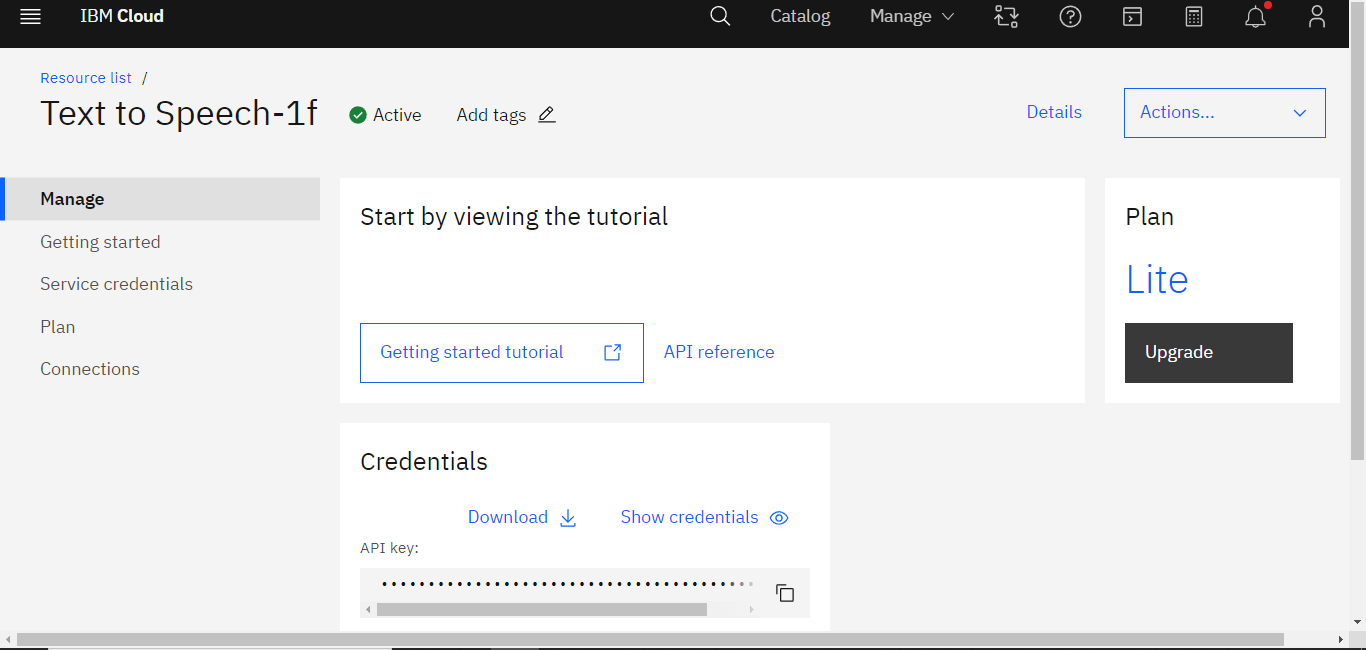 IBM Cloud
Catalog
Manage
Resource list /
Text to Speech-1f
Active
Add tags
Details
Actions...
Manage
Getting started
Service credentials
Plan
Connections
Start by viewing the tutorial
Getting started tutorial
API reference
Plan
Lite
Upgrade
Credentials
Download
Show credentials
API key: